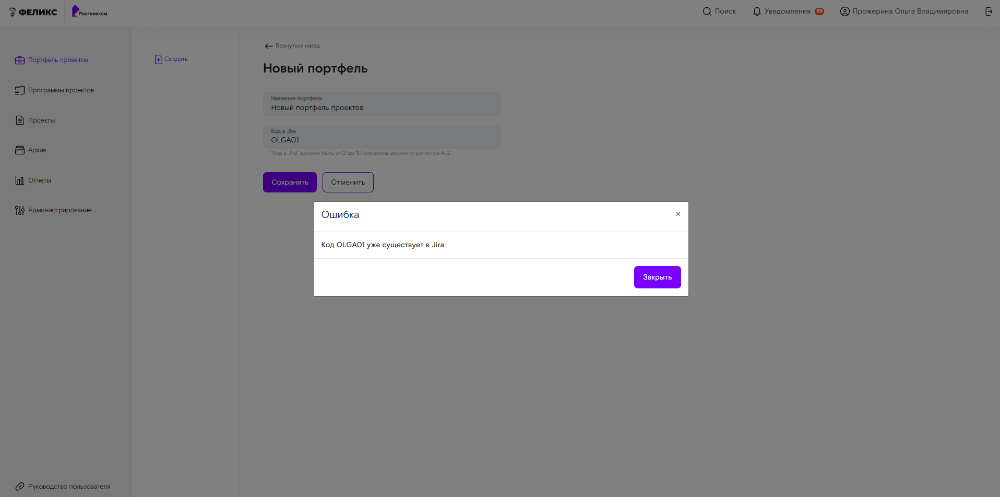 ФЕЛИКС
Ростелеком
Поиск
Уведомления 65
Прожерина Ольга Владимировна
Портфель проектов
Программы проектов
Проекты
Архив
Отчеты
Администрирование
Руководство пользователя
Создать
Вернуться назад
Новый портфель
Название портфеля
Новый портфель проектов
Код в Jira
OLGA01
"Код в Jira" должен быть от 2 до 10 символов верхнего регистра A-Z
Сохранить
Отменить
Ошибка
×
Код OLGA01 уже существует в Jira
Закрыть